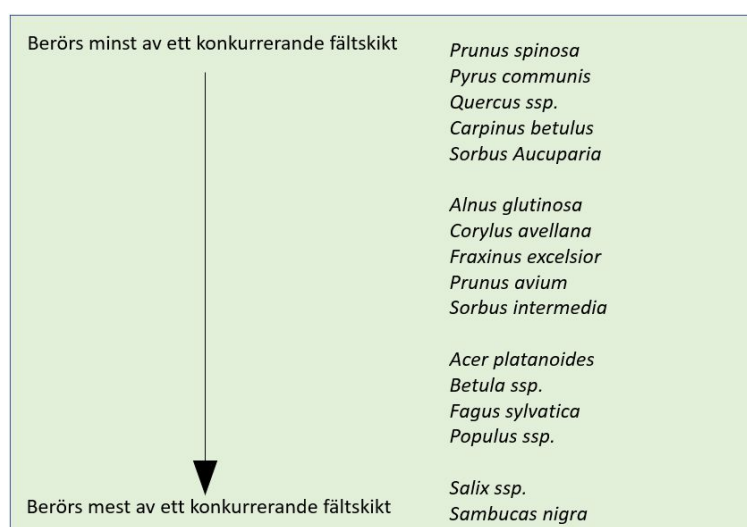 Berörs minst av ett konkurrerande fältskikt
Prunus spinosa
Pyrus communis
Quercus ssp.
Carpinus betulus
Sorbus Aucuparia
Alnus glutinosa
Corylus avellana
Fraxinus excelsior
Prunus avium
Sorbus intermedia
Acer platanoides
Betula ssp.
Fagus sylvatica
Populus ssp.
Salix ssp.
Berörs mest av ett konkurrerande fältskikt
Sambucas nigra